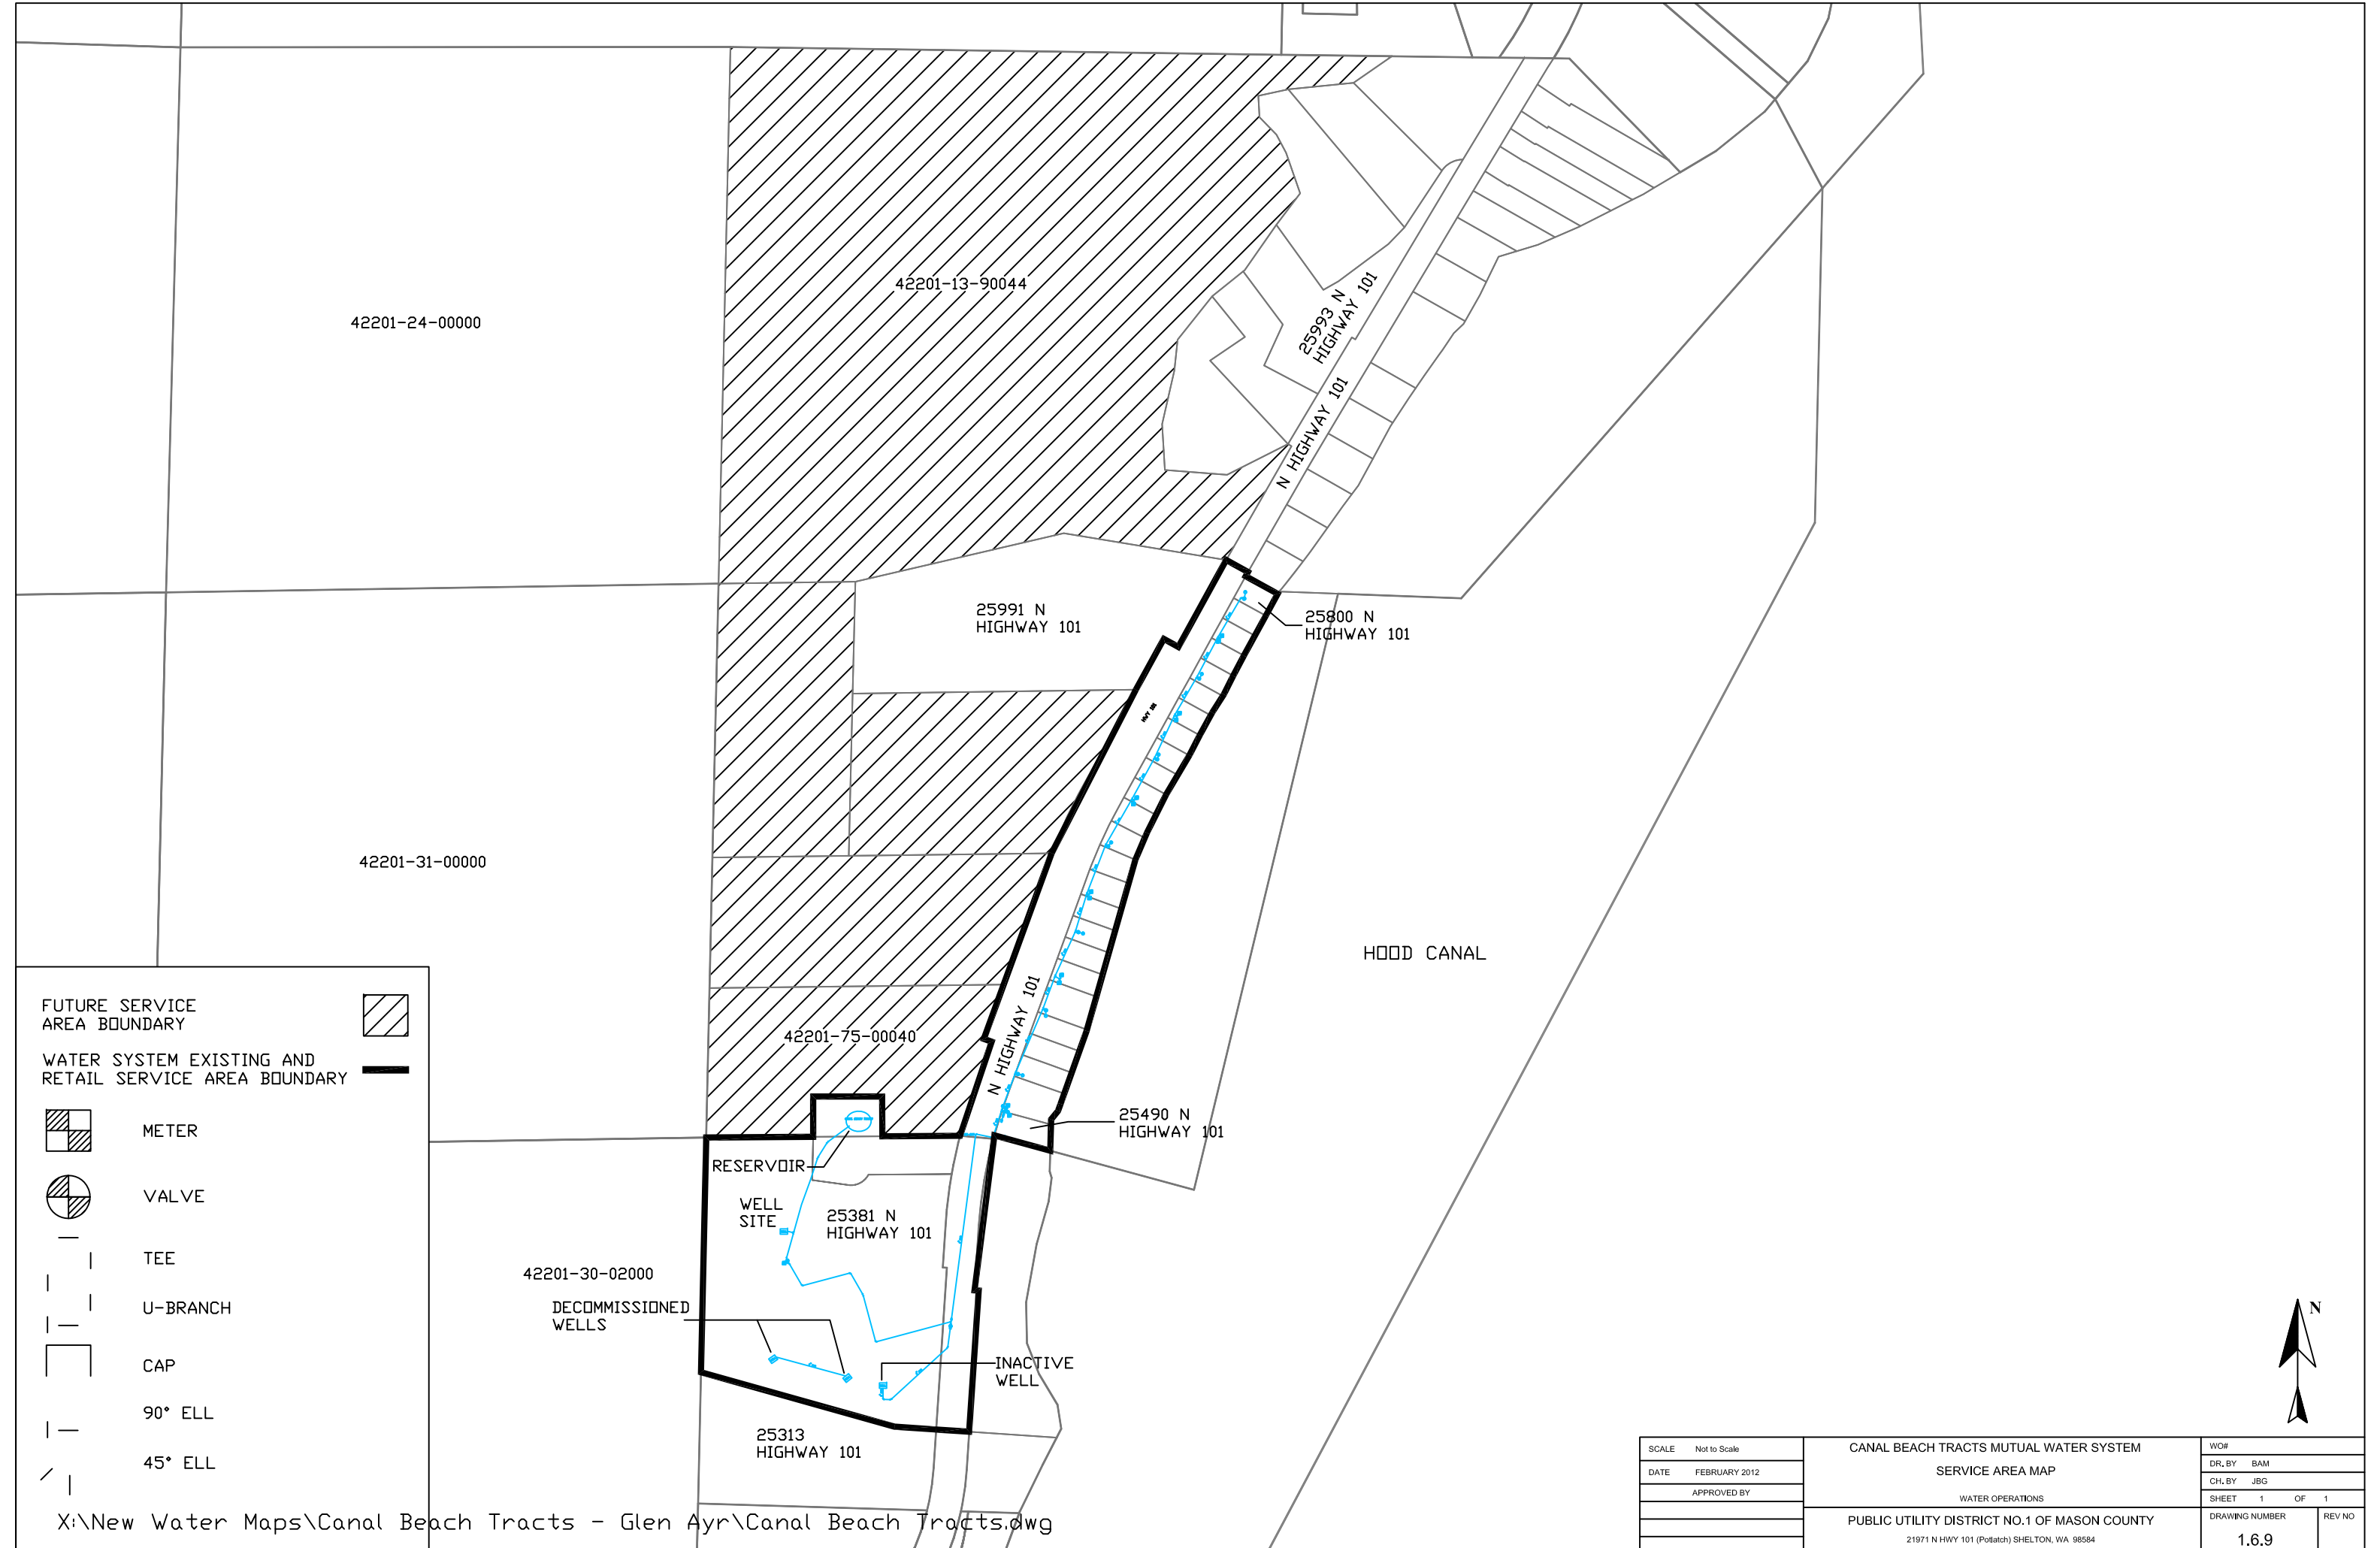 42201-24-00000
42201-13-90044
25993 N
HIGHWAY 101
N HIGHWAY 101
25991 N
HIGHWAY 101
25800 N
HIGHWAY 101
HWY 101
42201-31-00000
HOOD CANAL
N HIGHWAY 101
42201-75-00040
25490 N
HIGHWAY 101
RESERVOIR
WELL
SITE
25381 N
HIGHWAY 101
42201-30-02000
DECOMMISSIONED
WELLS
INACTIVE
WELL
25313
HIGHWAY 101
FUTURE SERVICE
AREA BOUNDARY
WATER SYSTEM EXISTING AND
RETAIL SERVICE AREA BOUNDARY
METER
VALVE
TEE
U-BRANCH
CAP
90° ELL
45° ELL
X:\New Water Maps\Canal Beach Tracts - Glen Ayr\Canal Beach Tracts.dwg
N
SCALE Not to Scale
DATE FEBRUARY 2012
APPROVED BY
CANAL BEACH TRACTS MUTUAL WATER SYSTEM
SERVICE AREA MAP
WATER OPERATIONS
PUBLIC UTILITY DISTRICT NO.1 OF MASON COUNTY
21971 N HWY 101 (Potlatch) SHELTON, WA 98584
WO#
DR. BY BAM
CH. BY JBG
SHEET 1 OF 1
DRAWING NUMBER
1.6.9
REV NO